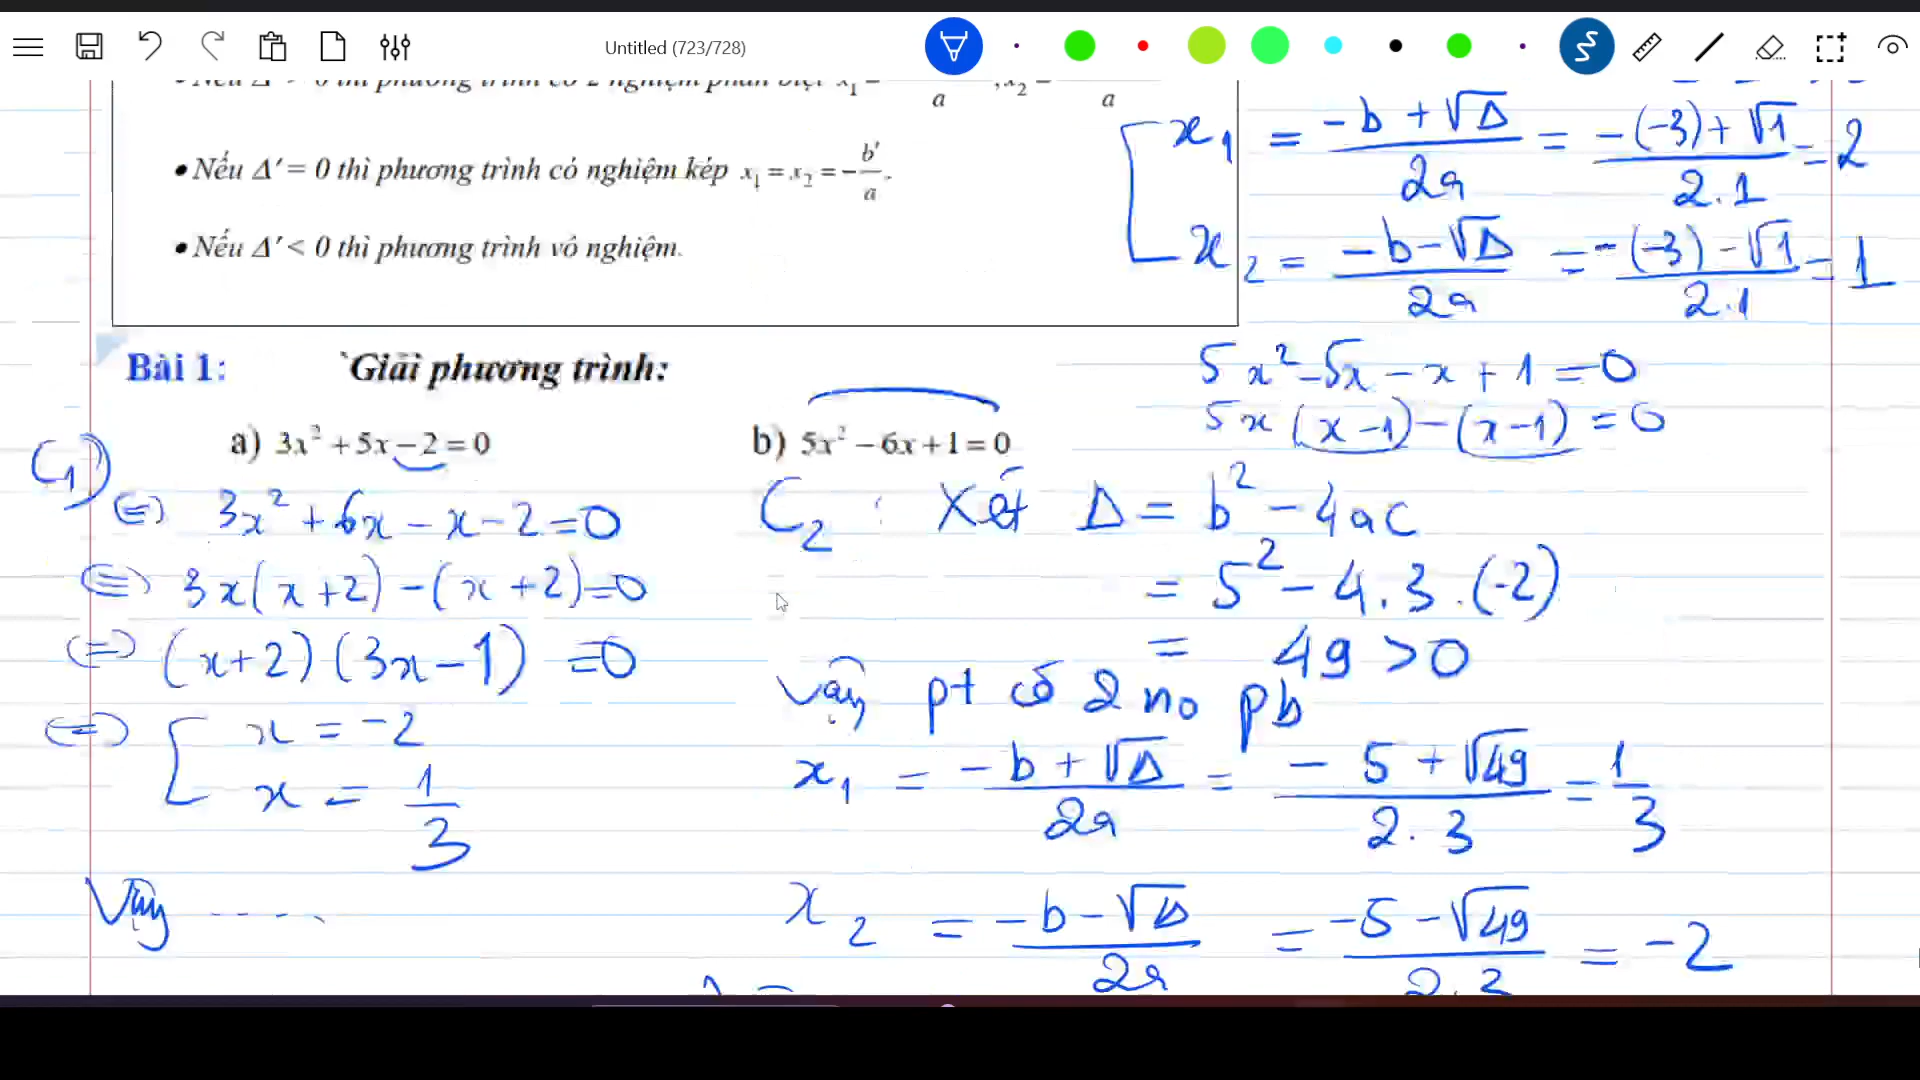 Untitled (723/728)
• Nếu Δ' = 0 thì phương trình có nghiệm kép x₁ = x₂ = -b'/a.
• Nếu Δ' < 0 thì phương trình vô nghiệm.
x₁ = (-b + √Δ)/2a = (-(-3) + √1)/2.1 = 2
x₂ = (-b - √Δ)/2a = (-(-3) - √1)/2.1 = 1
Bài 1: Giải phương trình:
a) 3x² + 5x - 2 = 0
C1)
⇔ 3x² + 6x - x - 2 = 0
⇔ 3x(x + 2) - (x + 2) = 0
⇔ (x + 2)(3x - 1) = 0
⇔ [ x = -2
x = 1/3
Vậy .....
b) 5x² - 6x + 1 = 0
5x² - 5x - x + 1 = 0
5x (x - 1) - (x - 1) = 0
C2 : Xét Δ = b² - 4ac
= 5² - 4.3.(-2)
= 49 > 0
Vậy pt có 2 no pb
x₁ = (-b + √Δ)/2a = (-5 + √49)/2.3 = 1/3
x₂ = (-b - √Δ)/2a = (-5 - √49)/2.3 = -2